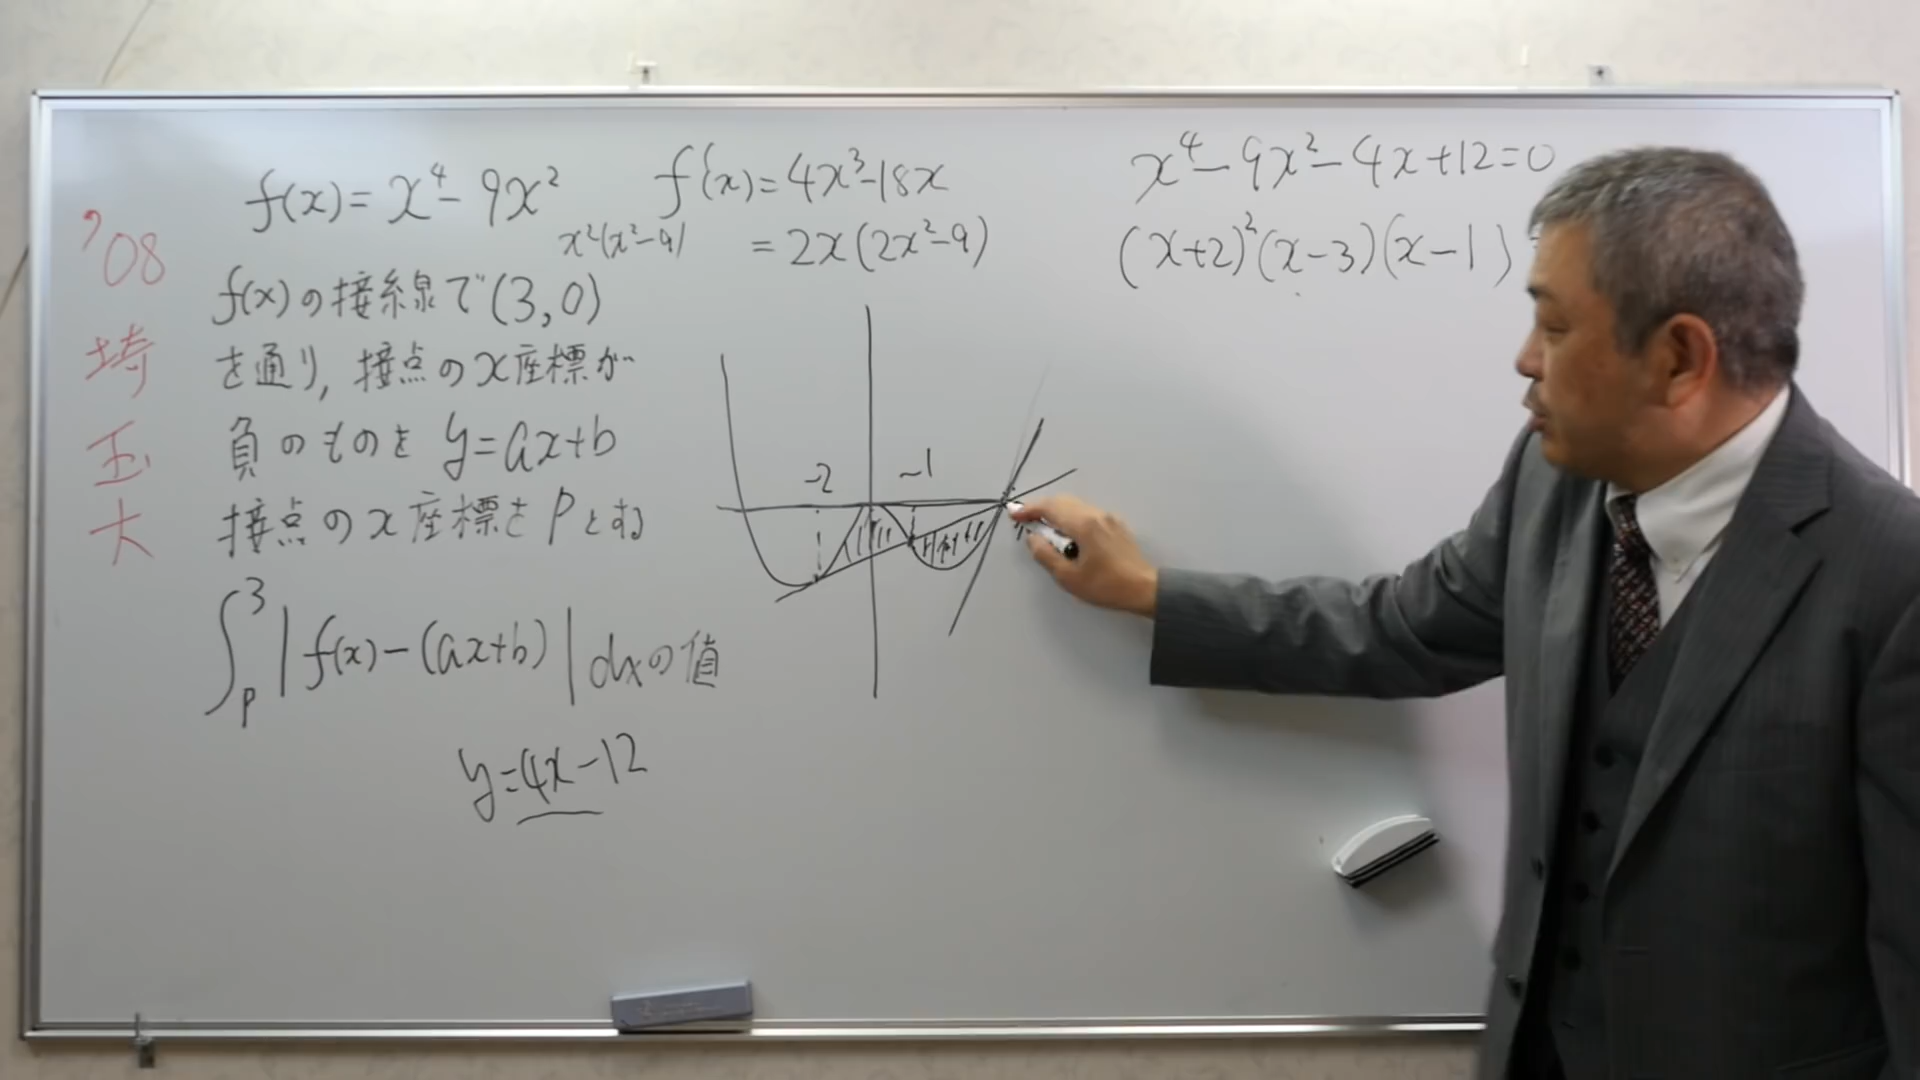 '08 埼玉大
f(x)=x⁴-9x²
x²(x²-9)
f(x)の接線で(3,0)
を通り,接点のx座標が
負のものを y=ax+b
接点のx座標をPとする
∫_p^3 |f(x)-(ax+b)|dxの値
y=4x-12
f'(x)=4x³-18x
=2x(2x²-9)
-2
-1
x⁴-9x²-4x+12=0
(x+2)²(x-3)(x-1)